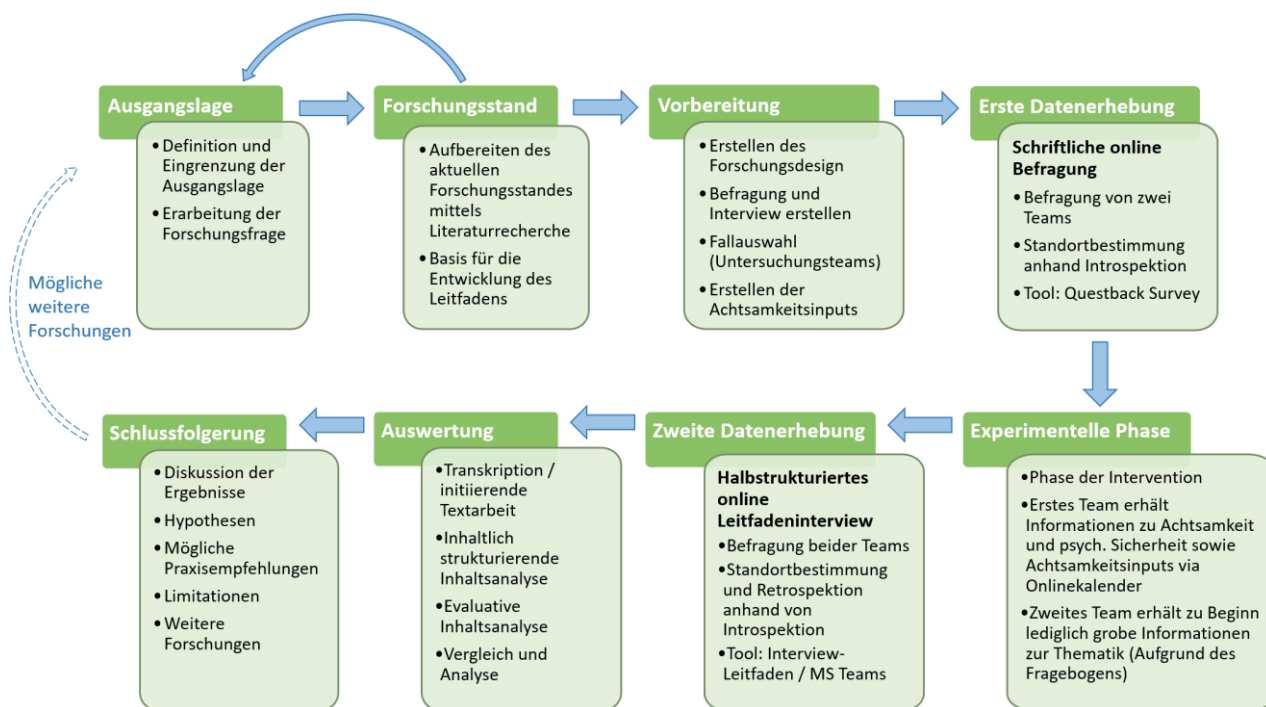 Ausgangslage
• Definition und
Eingrenzung der
Ausgangslage
• Erarbeitung der
Forschungsfrage
Forschungsstand
• Aufbereiten des
aktuellen
Forschungsstandes
mittels
Literaturrecherche
• Basis für die
Entwicklung des
Leitfadens
Vorbereitung
• Erstellen des
Forschungsdesign
• Befragung und
Interview erstellen
• Fallauswahl
(Untersuchungsteams)
• Erstellen der
Achtsamkeitsinputs
Erste Datenerhebung
Schriftliche online
Befragung
• Befragung von zwei
Teams
• Standortbestimmung
anhand Introspektion
• Tool: Questback Survey
Mögliche
weitere
Forschungen
Schlussfolgerung
• Diskussion der
Ergebnisse
• Hypothesen
• Mögliche
Praxisempfehlungen
• Limitationen
• Weitere
Forschungen
Auswertung
• Transkription /
initiierende
Textarbeit
• Inhaltlich
strukturierende
Inhaltsanalyse
• Evaluative
Inhaltsanalyse
• Vergleich und
Analyse
Zweite Datenerhebung
Halbstrukturiertes
online
Leitfadeninterview
• Befragung beider Teams
• Standortbestimmung
und Retrospektion
anhand von
Introspektion
• Tool: Interview-
Leitfaden / MS Teams
Experimentelle Phase
• Phase der Intervention
• Erstes Team erhält
Informationen zu Achtsamkeit
und psych. Sicherheit sowie
Achtsamkeitsinputs via
Onlinekalender
• Zweites Team erhält zu Beginn
lediglich grobe Informationen
zur Thematik (Aufgrund des
Fragebogens)